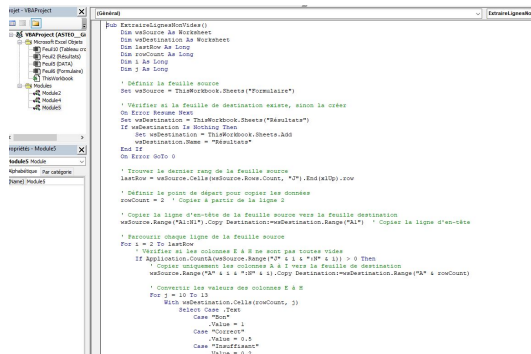 Projet - VBAProject
X
(Général)
ExtraireLignesNo
VBAProject (ASTEO__G
Microsoft Excel Objets
Feuil10 (Tableau croi
Feuil2 (Résultats)
Feuil5 (DATA)
Feuil6 (Formulaire)
ThisWorkbook
Modules
Module2
Module4
Module5
Propriétés - Module5
X
Module5 Module
Alphabétique Par catégorie
(Name) Module5
Sub ExtraireLignesNonVides()
Dim wsSource As Worksheet
Dim wsDestination As Worksheet
Dim lastRow As Long
Dim rowCount As Long
Dim i As Long
Dim j As Long
' Définir la feuille source
Set wsSource = ThisWorkbook.Sheets("Formulaire")
' Vérifier si la feuille de destination existe, sinon la créer
On Error Resume Next
Set wsDestination = ThisWorkbook.Sheets("Résultats")
If wsDestination Is Nothing Then
Set wsDestination = ThisWorkbook.Sheets.Add
wsDestination.Name = "Résultats"
End If
On Error GoTo 0
' Trouver le dernier rang de la feuille source
lastRow = wsSource.Cells(wsSource.Rows.Count, "J").End(xlUp).row
' Définir le point de départ pour copier les données
rowCount = 2 ' Copier à partir de la ligne 2
' Copier la ligne d'en-tête de la feuille source vers la feuille destination
wsSource.Range("A1:N1").Copy Destination:=wsDestination.Range("A1") ' Copier la ligne d'en-tête
' Parcourir chaque ligne de la feuille source
For i = 2 To lastRow
' Vérifier si les colonnes E à H ne sont pas toutes vides
If Application.CountA(wsSource.Range("J" & i & ":N" & i)) > 0 Then
' Copier uniquement les colonnes A à I vers la feuille de destination
wsSource.Range("A" & i & ":N" & i).Copy Destination:=wsDestination.Range("A" & rowCount)
' Convertir les valeurs des colonnes E à H
For j = 10 To 13
With wsDestination.Cells(rowCount, j)
Select Case .Text
Case "Bon"
.Value = 1
Case "Correct"
.Value = 0.5
Case "Insuffisant"
.Value = 0.2